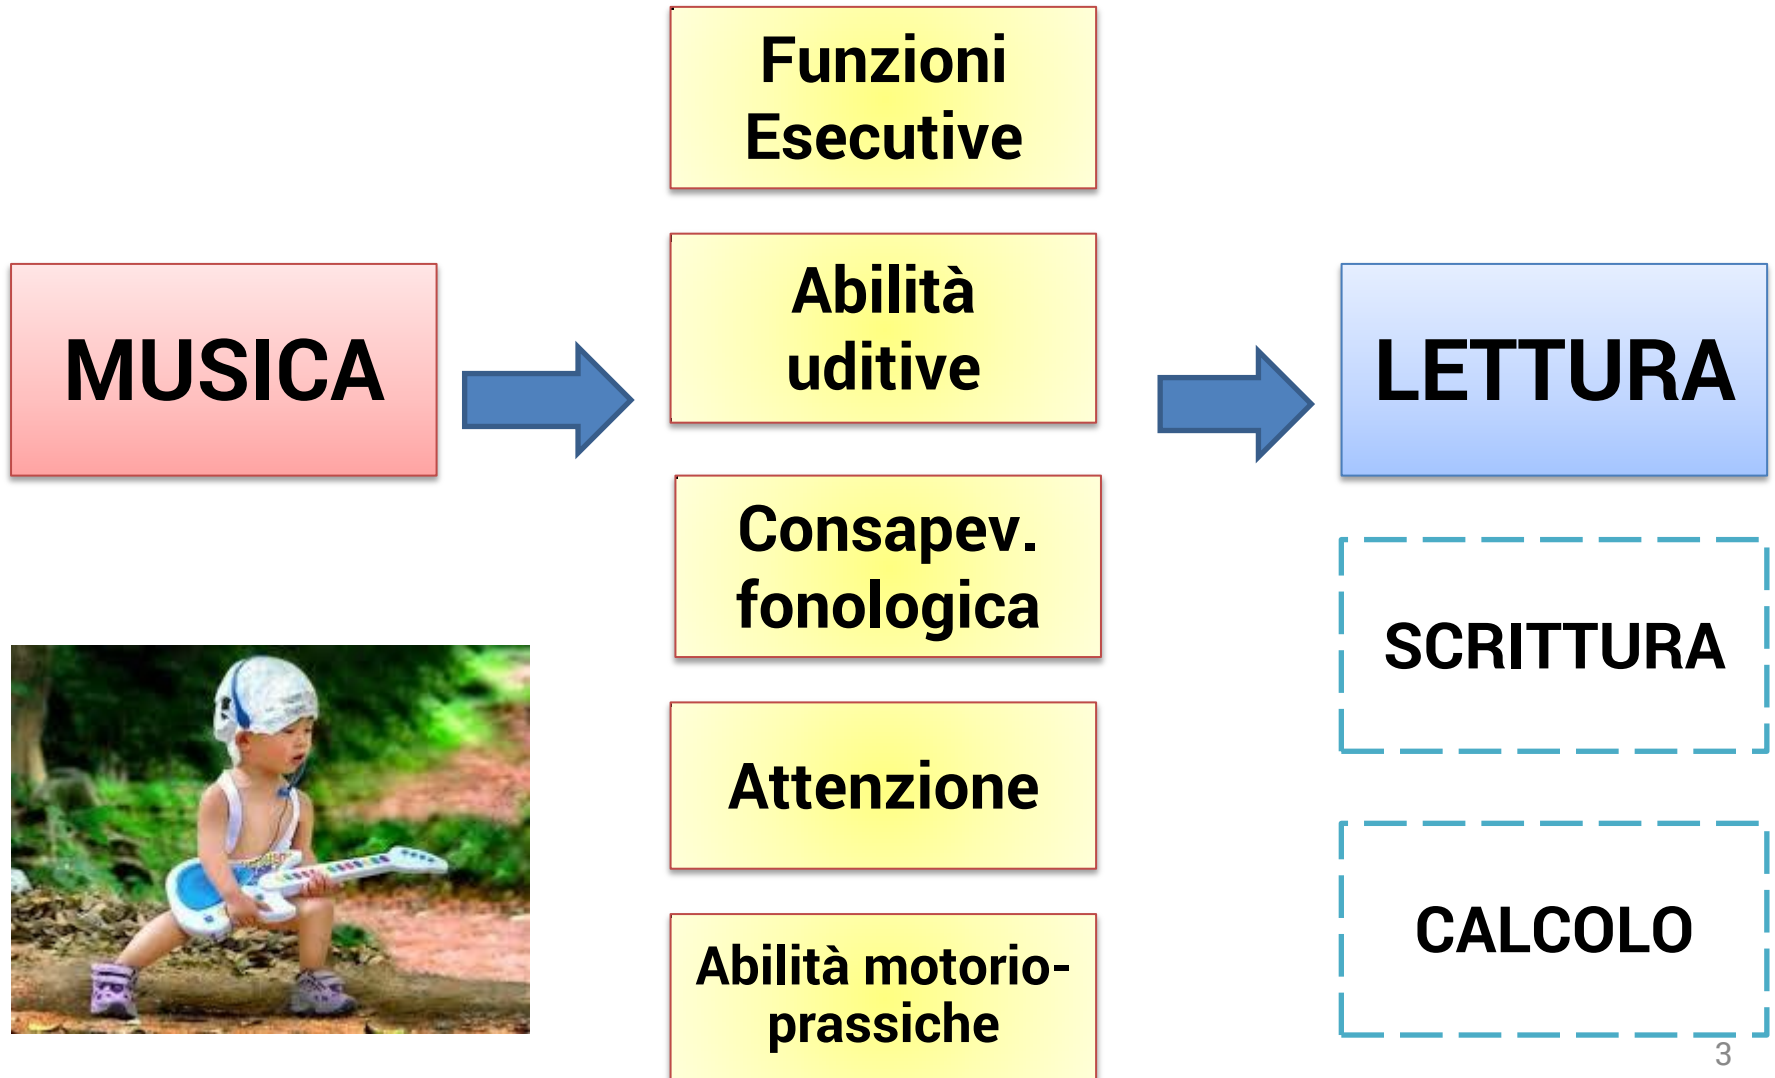 Funzioni
Esecutive
MUSICA
Abilità
uditive
LETTURA
Consapev.
fonologica
SCRITTURA
Attenzione
CALCOLO
Abilità motorio-
prassiche
3